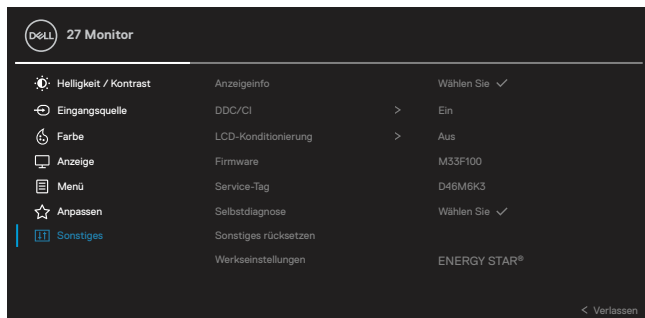 DELL 27 Monitor
Helligkeit / Kontrast Anzeigeinfo Wählen Sie ✓
Eingangsquelle DDC/CI > Ein
Farbe LCD-Konditionierung > Aus
Anzeige Firmware M33F100
Menü Service-Tag D46M6K3
Anpassen Selbstdiagnose Wählen Sie ✓
Sonstiges Sonstiges rücksetzen
Werkseinstellungen ENERGY STAR®
< Verlassen